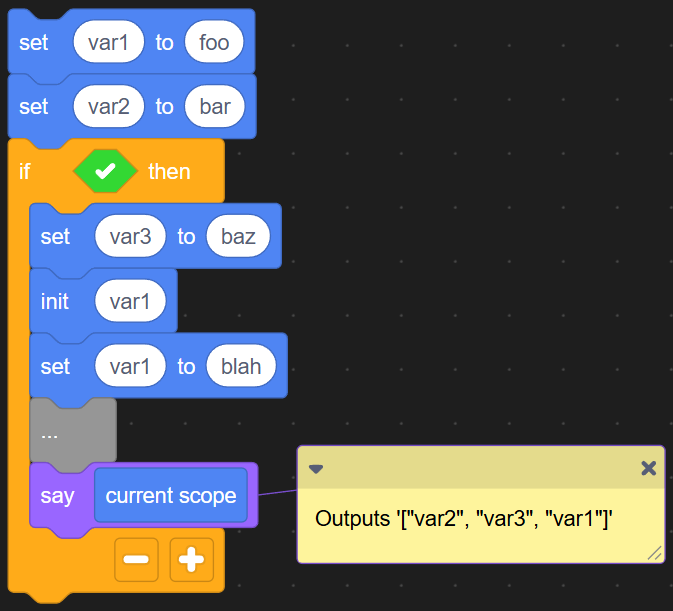 set var1 to foo
set var2 to bar
if then
set var3 to baz
init var1
set var1 to blah
...
say current scope
Outputs '["var2", "var3", "var1"]'